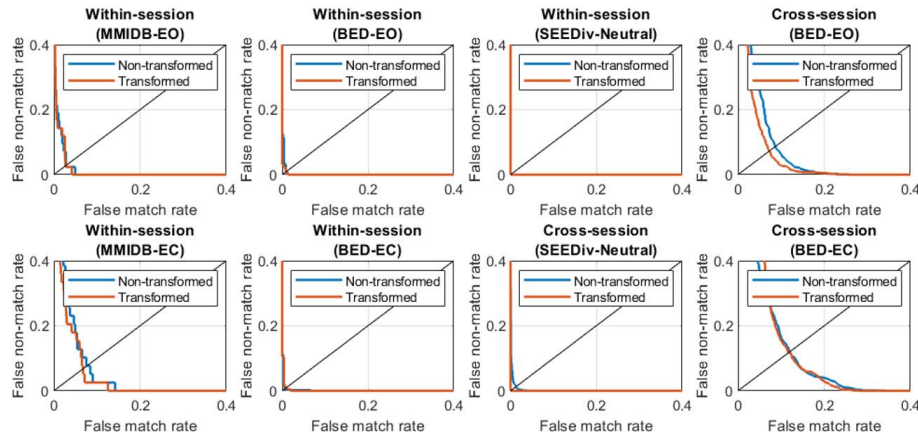 Within-session
(MMIDB-EO)
0.4
0.2
0
False non-match rate
Non-transformed
Transformed
0
0.2
0.4
False match rate
Within-session
(BED-EO)
0.4
0.2
0
False non-match rate
Non-transformed
Transformed
0
0.2
0.4
False match rate
Within-session
(SEEDiv-Neutral)
0.4
0.2
0
False non-match rate
Non-transformed
Transformed
0
0.2
0.4
False match rate
Cross-session
(BED-EO)
0.4
0.2
0
False non-match rate
Non-transformed
Transformed
0
0.2
0.4
False match rate
Within-session
(MMIDB-EC)
0.4
0.2
0
False non-match rate
Non-transformed
Transformed
0
0.2
0.4
False match rate
Within-session
(BED-EC)
0.4
0.2
0
False non-match rate
Non-transformed
Transformed
0
0.2
0.4
False match rate
Cross-session
(SEEDiv-Neutral)
0.4
0.2
0
False non-match rate
Non-transformed
Transformed
0
0.2
0.4
False match rate
Cross-session
(BED-EC)
0.4
0.2
0
False non-match rate
Non-transformed
Transformed
0
0.2
0.4
False match rate